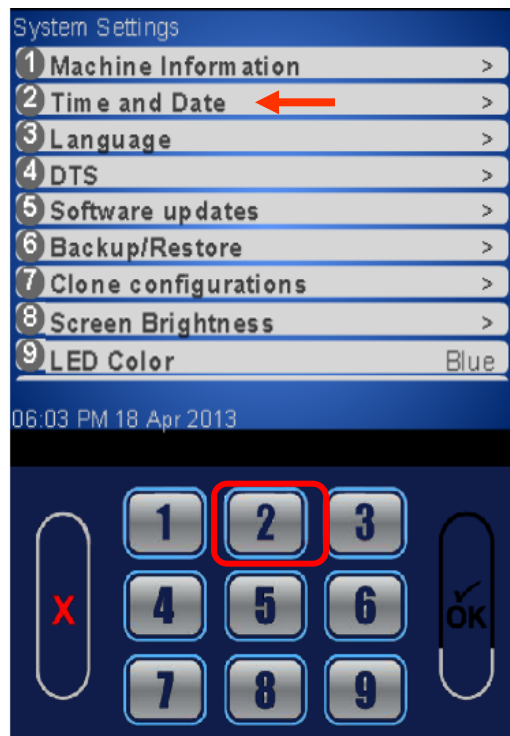 System Settings
1 Machine Information >
2 Time and Date >
3 Language >
4 DTS >
5 Software updates >
6 Backup/Restore >
7 Clone configurations >
8 Screen Brightness >
9 LED Color Blue
06:03 PM 18 Apr 2013
1 2 3
X 4 5 6 OK
7 8 9